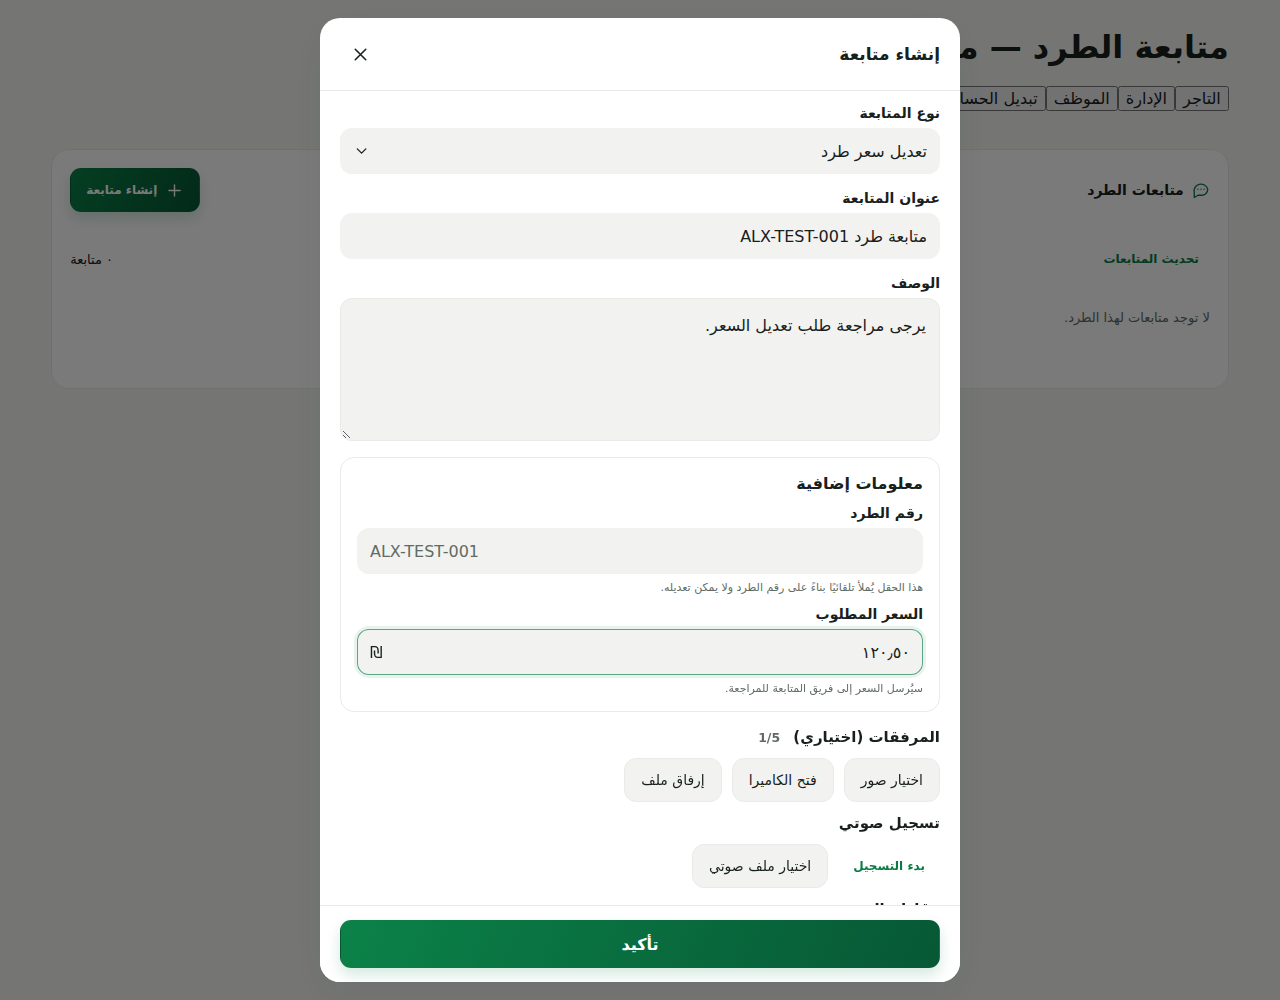 متابعة الطرد — م
التاجر
الإدارة
الموظف
تبديل الحسا
متابعات الطرد
إنشاء متابعة
تحديث المتابعات
٠ متابعة
لا توجد متابعات لهذا الطرد.
إنشاء متابعة
نوع المتابعة
تعديل سعر طرد
عنوان المتابعة
متابعة طرد ALX-TEST-001
الوصف
يرجى مراجعة طلب تعديل السعر.
معلومات إضافية
رقم الطرد
ALX-TEST-001
هذا الحقل يُملأ تلقائيًا بناءً على رقم الطرد ولا يمكن تعديله.
السعر المطلوب
١٢٠٫٥٠ ₪
سيُرسل السعر إلى فريق المتابعة للمراجعة.
المرفقات (اختياري) 1/5
اختيار صور
فتح الكاميرا
إرفاق ملف
تسجيل صوتي
بدء التسجيل
اختيار ملف صوتي
تأكيد